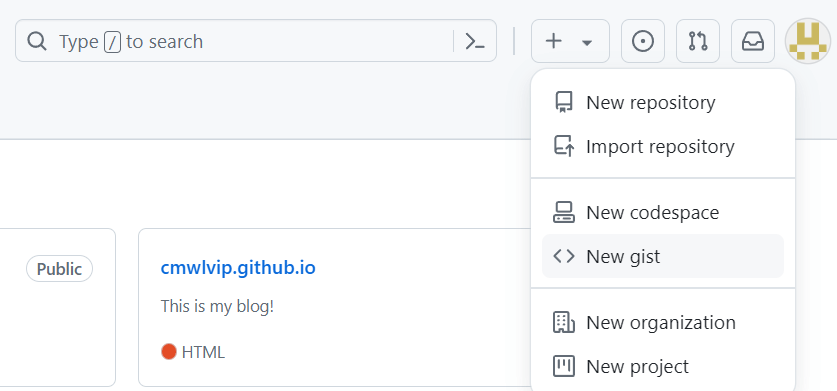 Type / to search
New repository
Import repository
New codespace
New gist
New organization
New project
Public
cmwlvip.github.io
This is my blog!
HTML